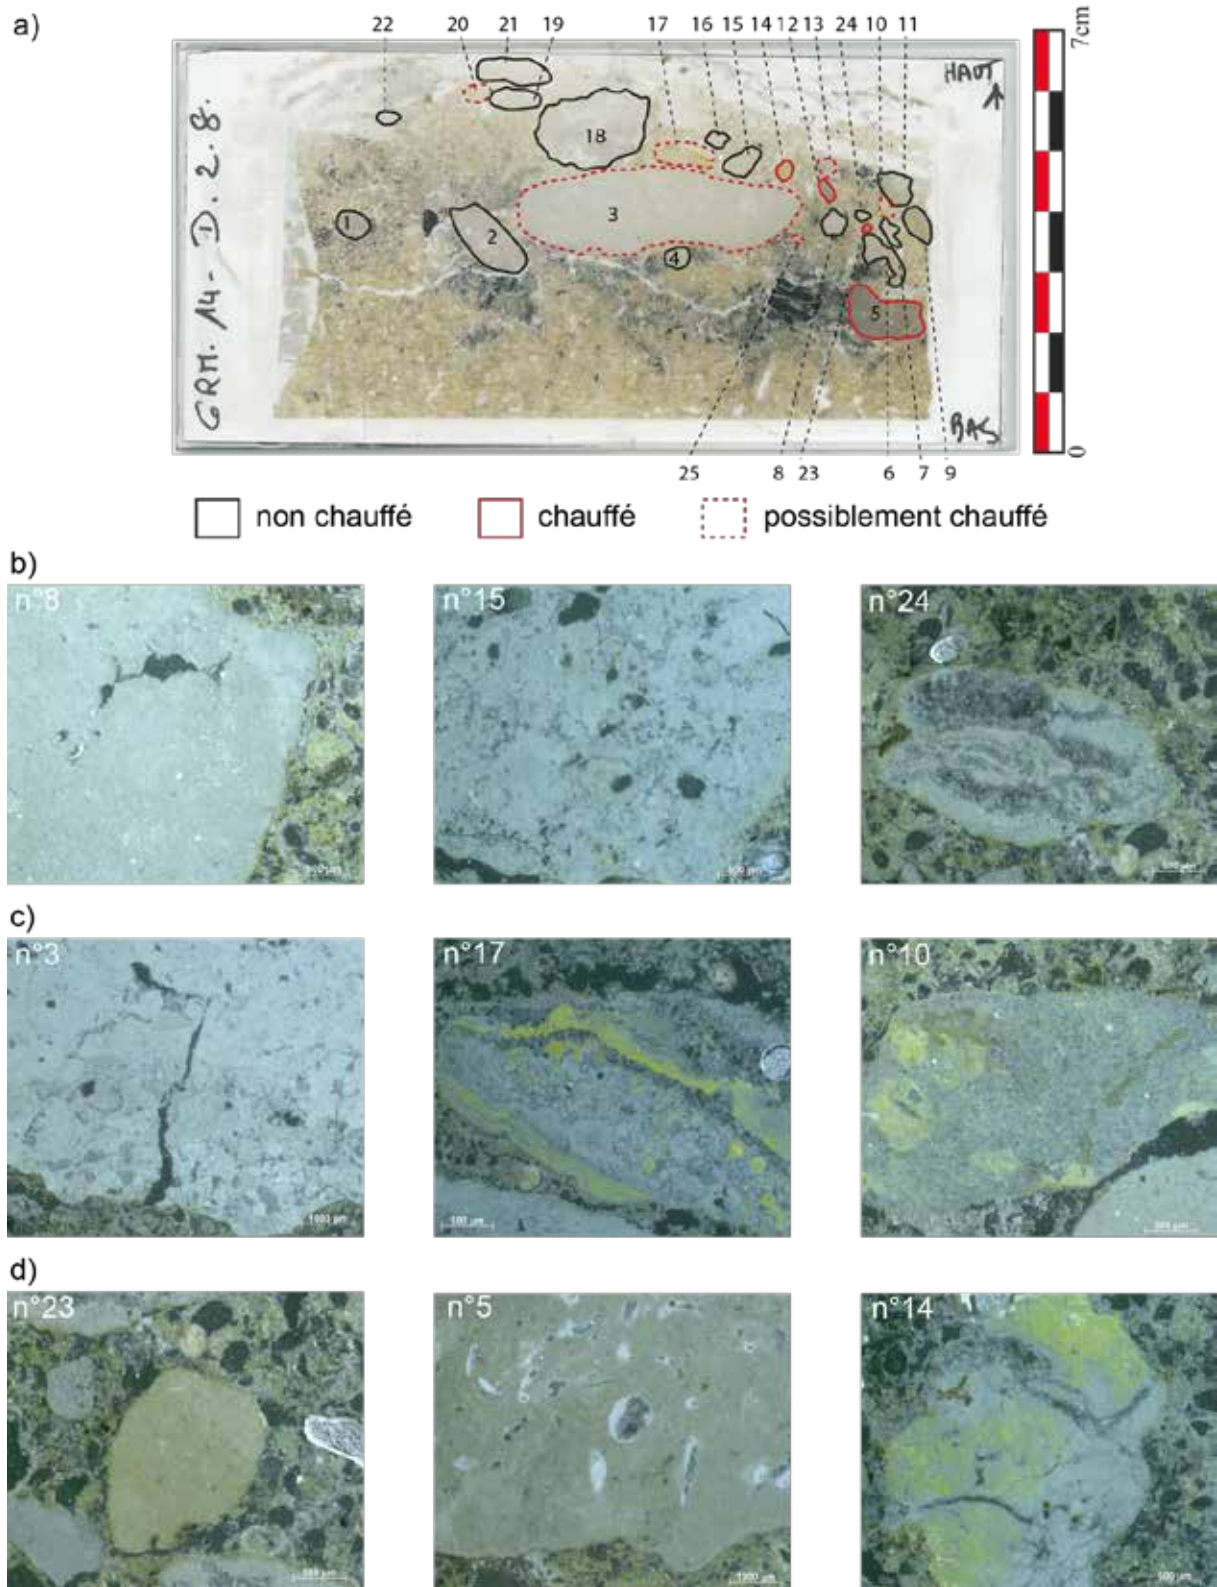 a)
22 20 21 19 17 16 15 14 12 13 24 10 11
7cm
HAUT
GRM. 14 - D. 2. 8.
18
1
2
3
4
5
BAS
0
25 8 23 6 7 9
non chauffé
chauffé
possiblement chauffé
b)
n°8
n°15
n°24
c)
n°3
n°17
n°10
1000 µm
d)
n°23
n°5
n°14